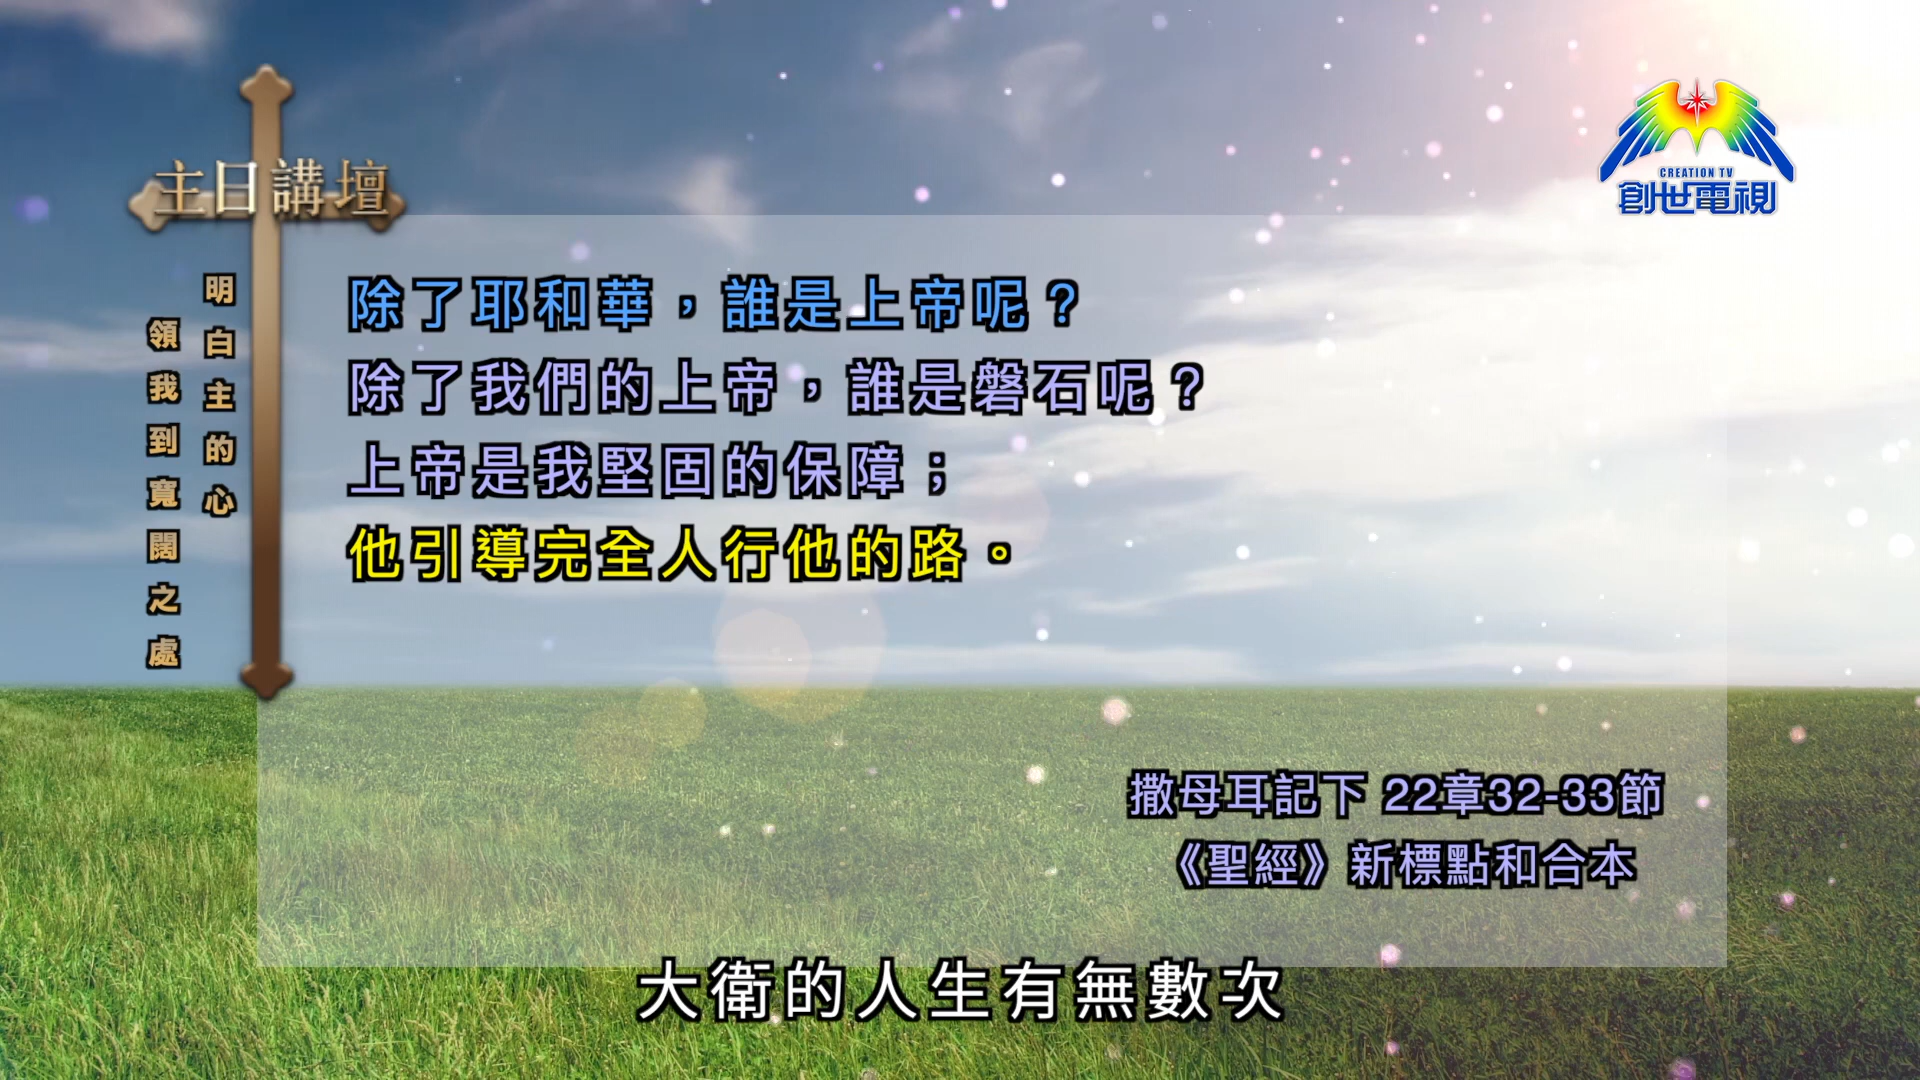 主日講壇
明白主的心
領我到寬闊之處
CREATION TV
創世電視
除了耶和華，誰是上帝呢？
除了我們的上帝，誰是磐石呢？
上帝是我堅固的保障；
他引導完全人行他的路。
撒母耳記下 22章32-33節
《聖經》新標點和合本
大衛的人生有無數次